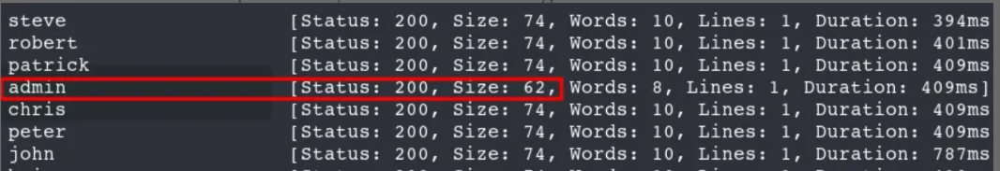 steve [Status: 200, Size: 74, Words: 10, Lines: 1, Duration: 394ms
robert [Status: 200, Size: 74, Words: 10, Lines: 1, Duration: 401ms
patrick [Status: 200, Size: 74, Words: 10, Lines: 1, Duration: 409ms
admin [Status: 200, Size: 62, Words: 8, Lines: 1, Duration: 409ms]
chris [Status: 200, Size: 74, Words: 10, Lines: 1, Duration: 409ms
peter [Status: 200, Size: 74, Words: 10, Lines: 1, Duration: 409ms
john [Status: 200, Size: 74, Words: 10, Lines: 1, Duration: 787ms